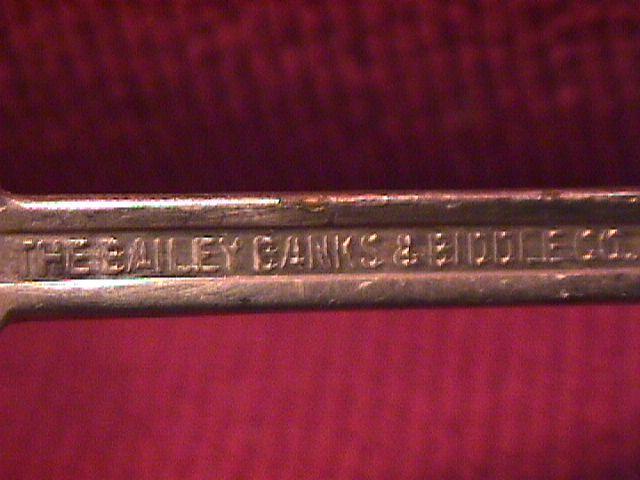 THE BAILEY BANKS & BIDDLE CO.